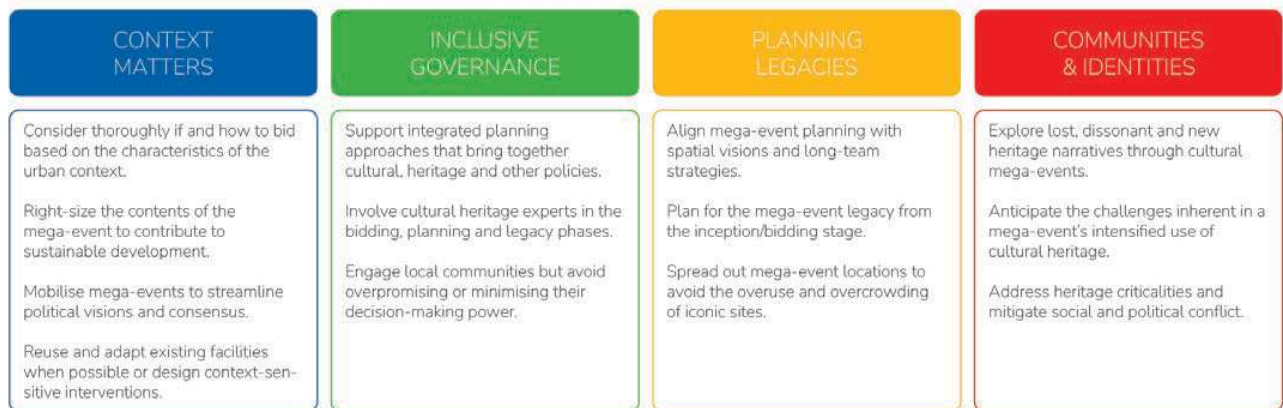 CONTEXT
MATTERS
Consider thoroughly if and how to bid
based on the characteristics of the
urban context.
Right-size the contents of the
mega-event to contribute to
sustainable development.
Mobilise mega-events to streamline
political visions and consensus.
Reuse and adapt existing facilities
when possible or design context-sen-
sitive interventions.
INCLUSIVE
GOVERNANCE
Support integrated planning
approaches that bring together
cultural, heritage and other policies.
Involve cultural heritage experts in the
bidding, planning and legacy phases.
Engage local communities but avoid
overpromising or minimising their
decision-making power.
PLANNING
LEGACIES
Align mega-event planning with
spatial visions and long-team
strategies.
Plan for the mega-event legacy from
the inception/bidding stage.
Spread out mega-event locations to
avoid the overuse and overcrowding
of iconic sites.
COMMUNITIES
& IDENTITIES
Explore lost, dissonant and new
heritage narratives through cultural
mega-events.
Anticipate the challenges inherent in a
mega-event's intensified use of
cultural heritage.
Address heritage criticalities and
mitigate social and political conflict.